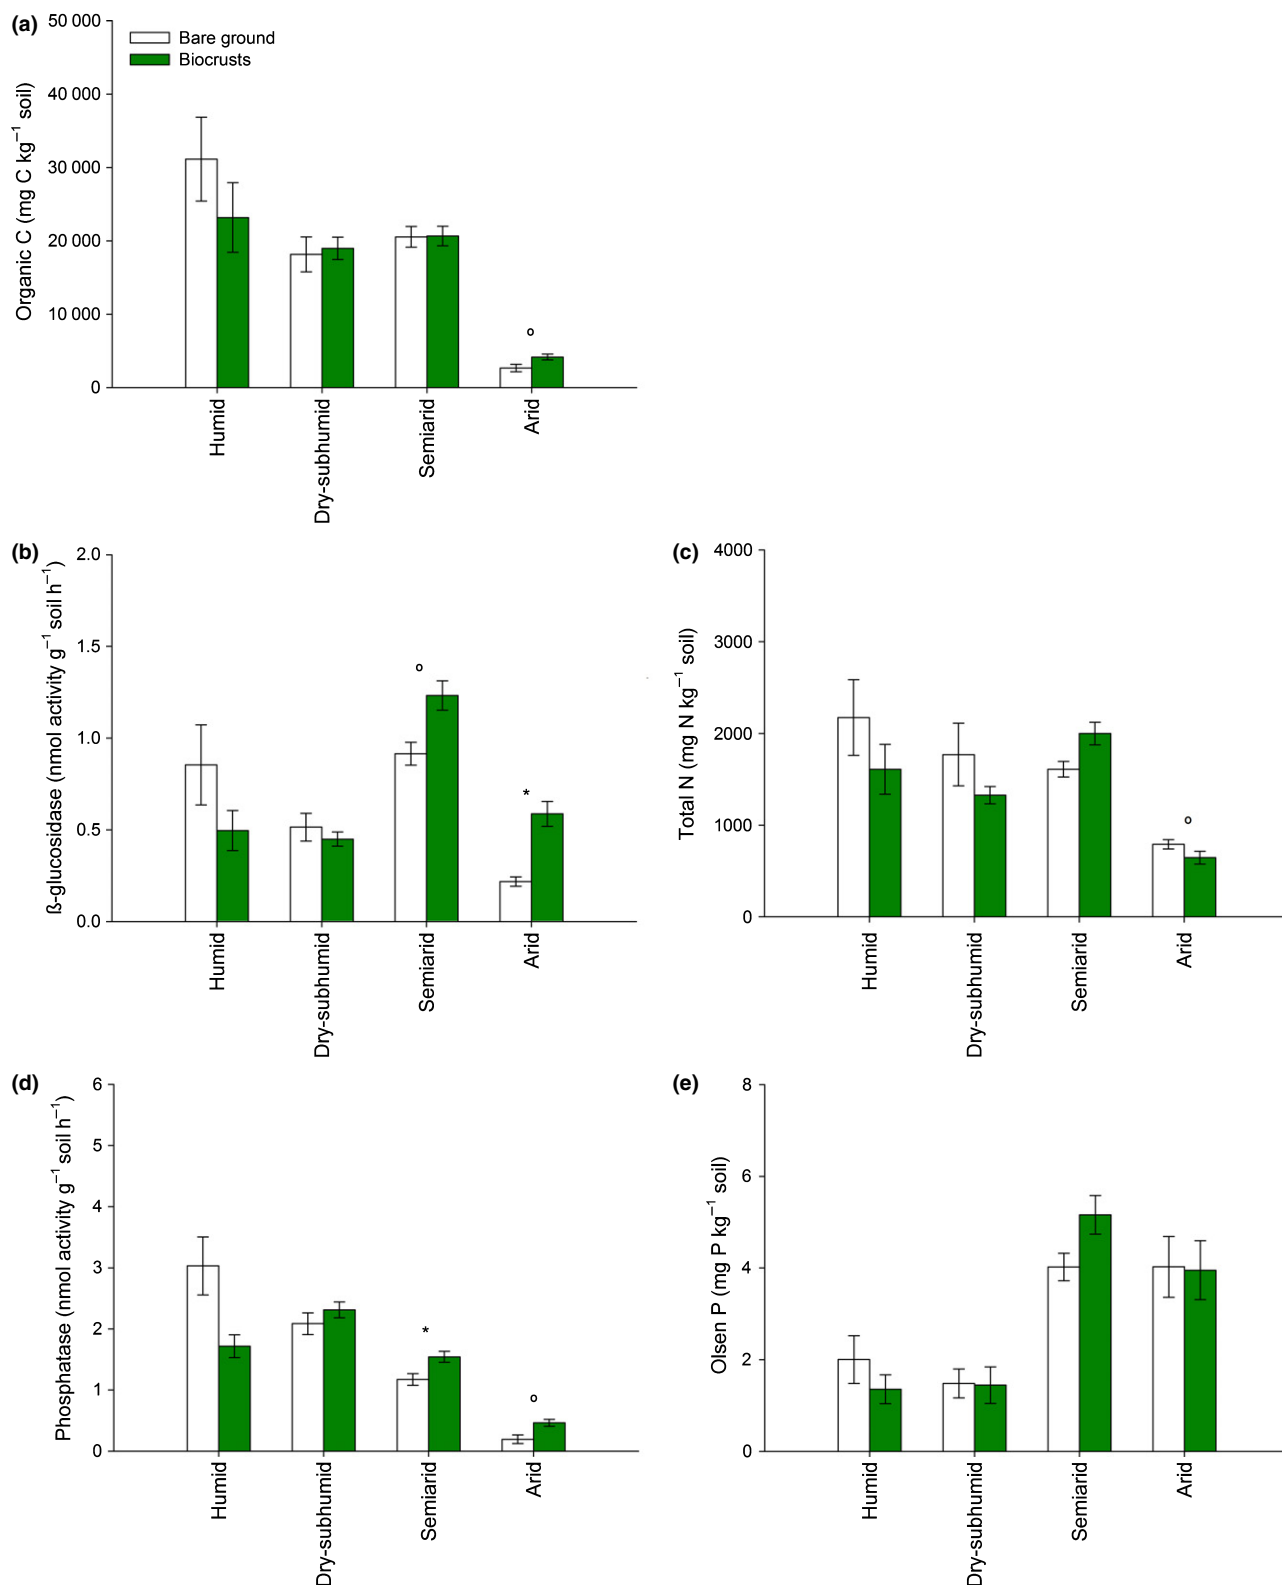 (a)
50 000
40 000
30 000
20 000
10 000
0
Organic C (mg C kg⁻¹ soil)
Bare ground
Biocrusts
o
Humid
Dry-subhumid
Semiarid
Arid
(b)
2.0
1.5
1.0
0.5
0.0
ß-glucosidase (nmol activity g⁻¹ soil h⁻¹)
o
*
Humid
Dry-subhumid
Semiarid
Arid
(c)
4000
3000
2000
1000
0
Total N (mg N kg⁻¹ soil)
o
Humid
Dry-subhumid
Semiarid
Arid
(d)
6
5
4
3
2
1
0
Phosphatase (nmol activity g⁻¹ soil h⁻¹)
*
o
Humid
Dry-subhumid
Semiarid
Arid
(e)
8
6
4
2
0
Olsen P (mg P kg⁻¹ soil)
Humid
Dry-subhumid
Semiarid
Arid